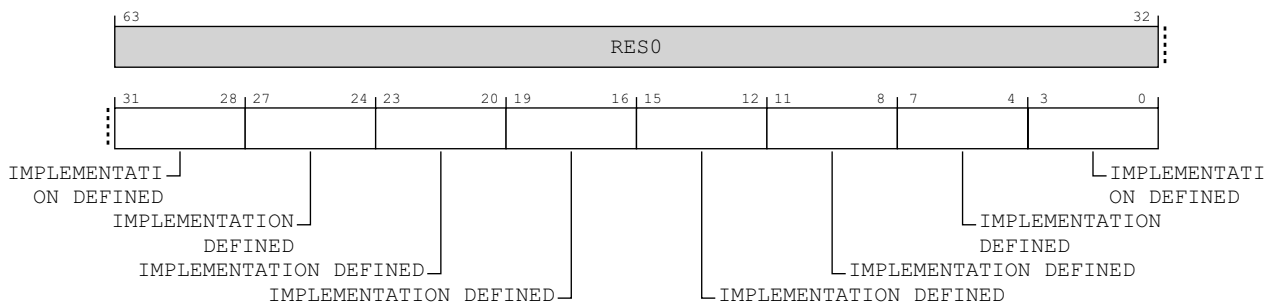 63 32
RES0
31 28 27 24 23 20 19 16 15 12 11 8 7 4 3 0
IMPLEMENTATI
ON DEFINED
IMPLEMENTATI
ON DEFINED
IMPLEMENTATION
DEFINED
IMPLEMENTATION
DEFINED
IMPLEMENTATION DEFINED
IMPLEMENTATION DEFINED
IMPLEMENTATION DEFINED
IMPLEMENTATION DEFINED